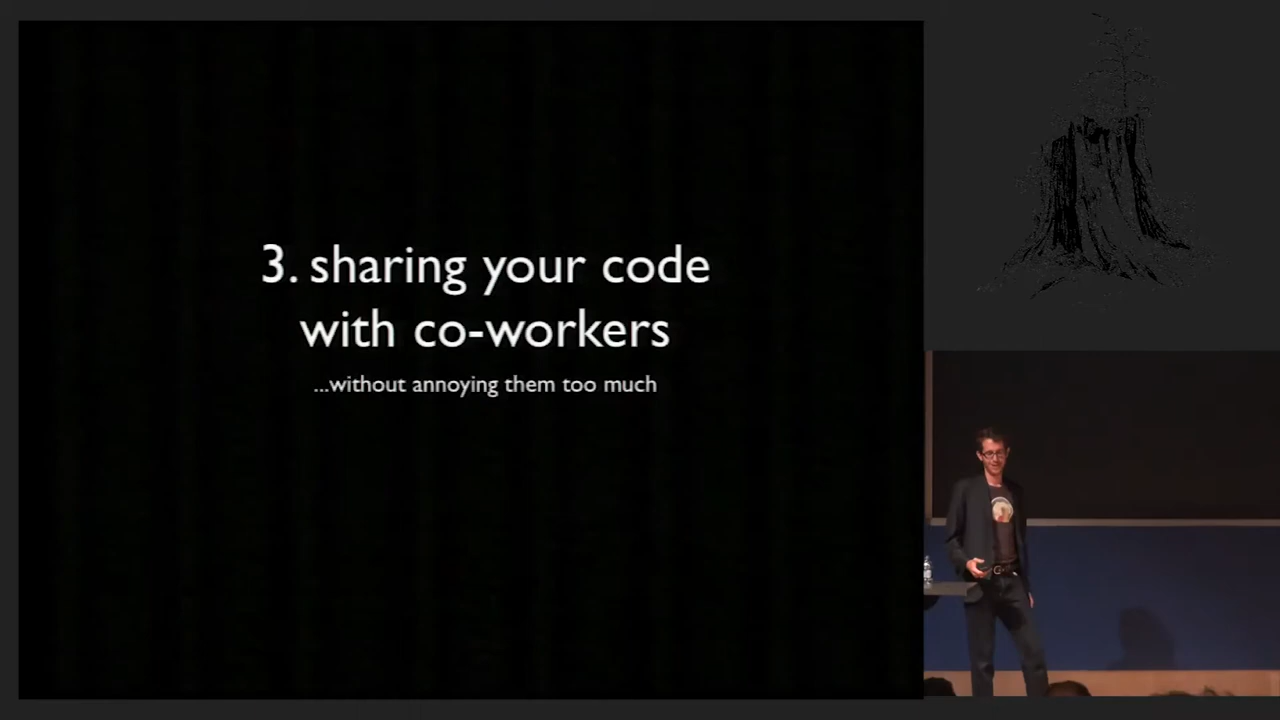 3. sharing your code
with co-workers
...without annoying them too much